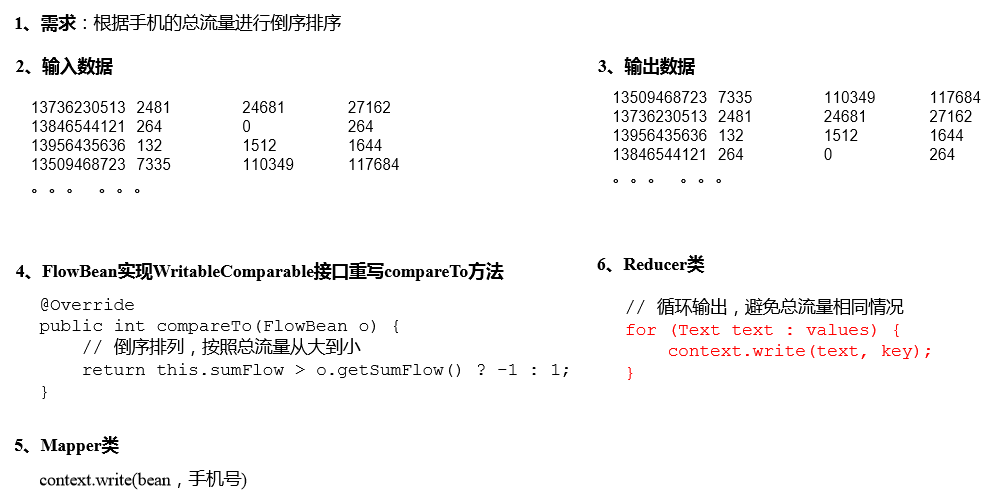 1、需求：根据手机的总流量进行倒序排序
2、输入数据
13736230513 2481 24681 27162
13846544121 264 0 264
13956435636 132 1512 1644
13509468723 7335 110349 117684
。。。 。。。
3、输出数据
13509468723 7335 110349 117684
13736230513 2481 24681 27162
13956435636 132 1512 1644
13846544121 264 0 264
。。。 。。。
4、FlowBean实现WritableComparable接口重写compareTo方法
@Override
public int compareTo(FlowBean o) {
// 倒序排列，按照总流量从大到小
return this.sumFlow > o.getSumFlow() ? -1 : 1;
}
5、Mapper类
context.write(bean，手机号)
6、Reducer类
// 循环输出，避免总流量相同情况
for (Text text : values) {
context.write(text, key);
}